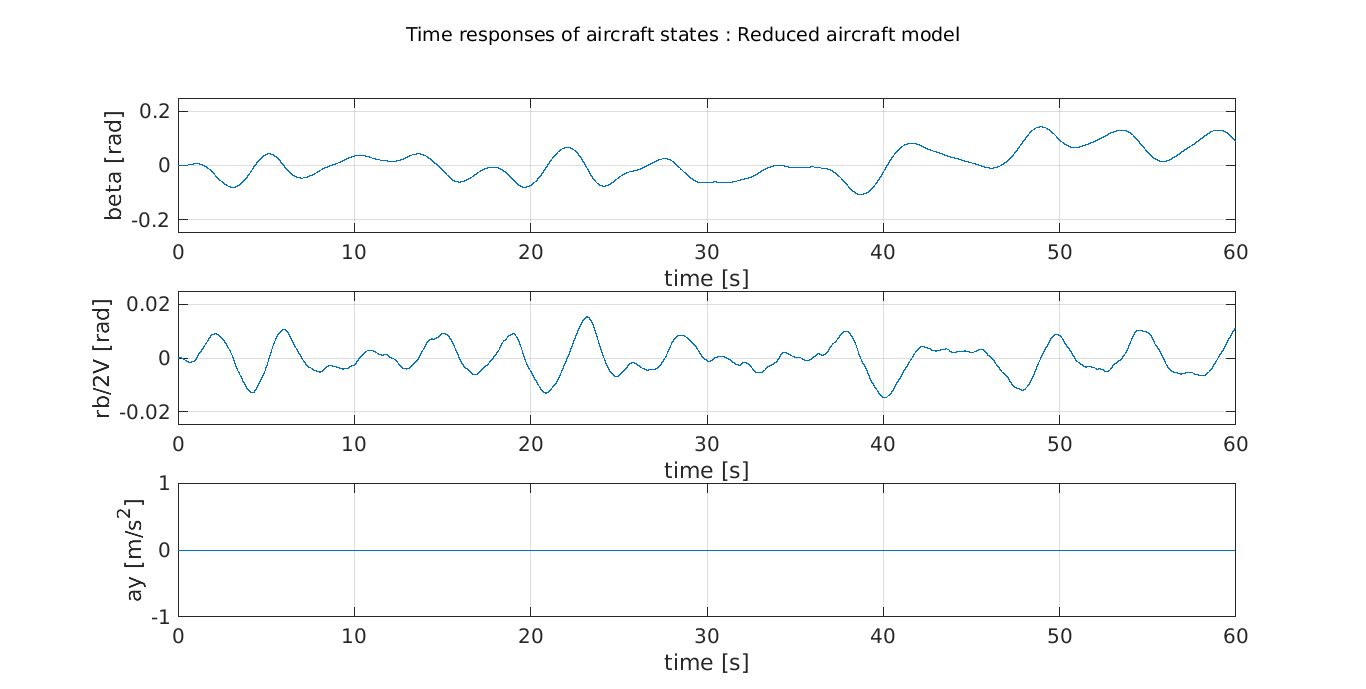 Time responses of aircraft states : Reduced aircraft model
beta [rad]
0.2
0
-0.2
0 10 20 30 40 50 60
time [s]
rb/2V [rad]
0.02
0
-0.02
0 10 20 30 40 50 60
time [s]
ay [m/s²]
1
0
-1
0 10 20 30 40 50 60
time [s]